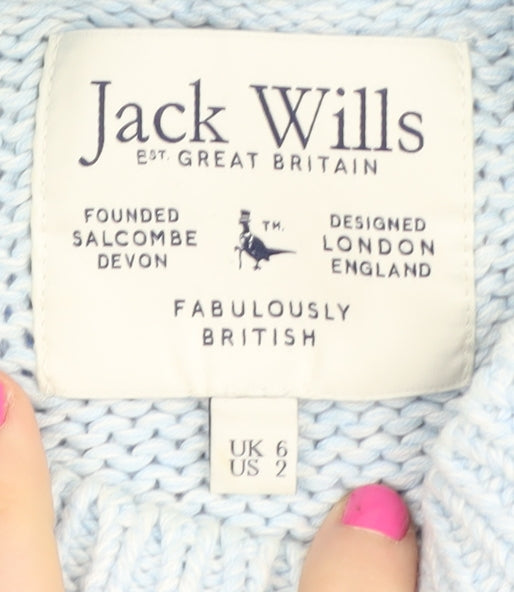 Jack Wills
EST. GREAT BRITAIN
FOUNDED
SALCOMBE
DEVON
TM.
DESIGNED
LONDON
ENGLAND
FABULOUSLY
BRITISH
UK 6
US 2